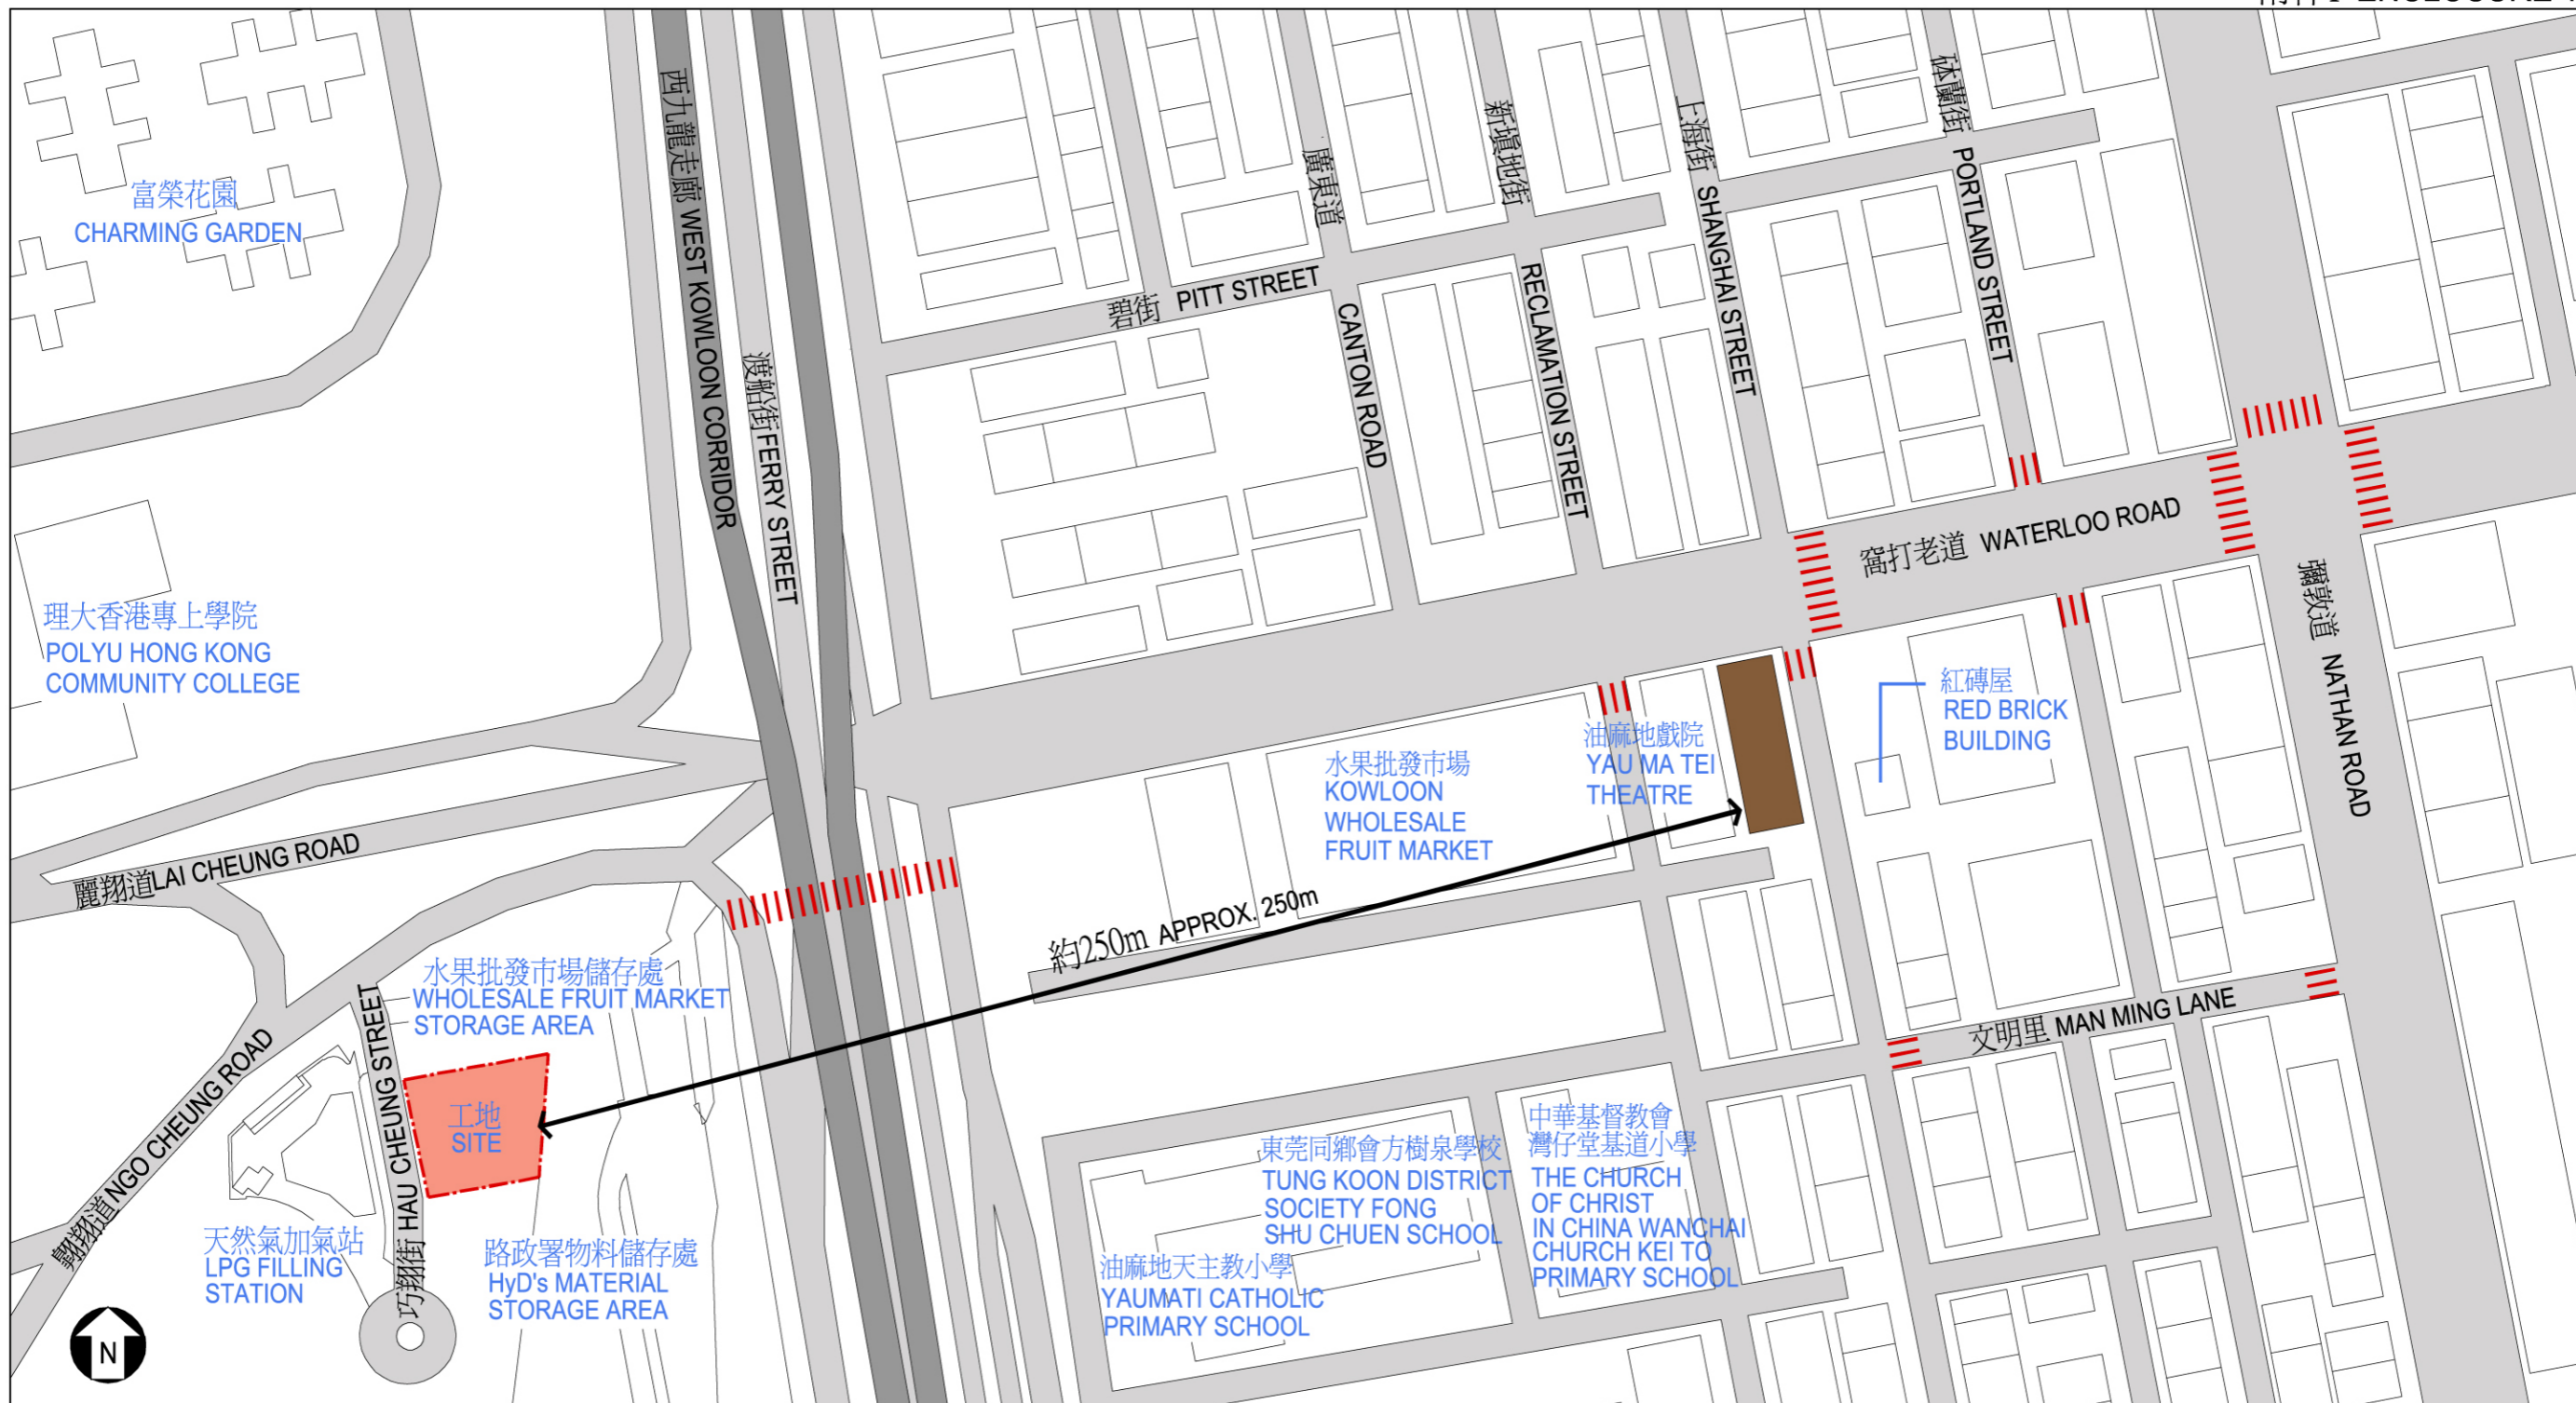 西九龍走廊 WEST KOWLOON CORRIDOR
渡船街 FERRY STREET
富榮花園
CHARMING GARDEN
廣東道
CANTON ROAD
新填地街
RECLAMATION STREET
上海街 SHANGHAI STREET
砵蘭街 PORTLAND STREET
碧街 PITT STREET
窩打老道 WATERLOO ROAD
彌敦道 NATHAN ROAD
理大香港專上學院
POLYU HONG KONG
COMMUNITY COLLEGE
紅磚屋
RED BRICK
BUILDING
油麻地戲院
YAU MA TEI
THEATRE
水果批發市場
KOWLOON
WHOLESALE
FRUIT MARKET
麗翔道 LAI CHEUNG ROAD
約250m APPROX. 250m
水果批發市場儲存處
WHOLESALE FRUIT MARKET
STORAGE AREA
NGO CHEUNG ROAD
巧翔街 HAU CHEUNG STREET
工地
SITE
文明里 MAN MING LANE
東莞同鄉會方樹泉學校
TUNG KOON DISTRICT
SOCIETY FONG
SHU CHUEN SCHOOL
中華基督教會
灣仔堂基道小學
THE CHURCH
OF CHRIST
IN CHINA WANCHAI
CHURCH KEI TO
PRIMARY SCHOOL
天然氣加氣站
LPG FILLING
STATION
路政署物料儲存處
HyD's MATERIAL
STORAGE AREA
油麻地天主教小學
YAUMATI CATHOLIC
PRIMARY SCHOOL
N